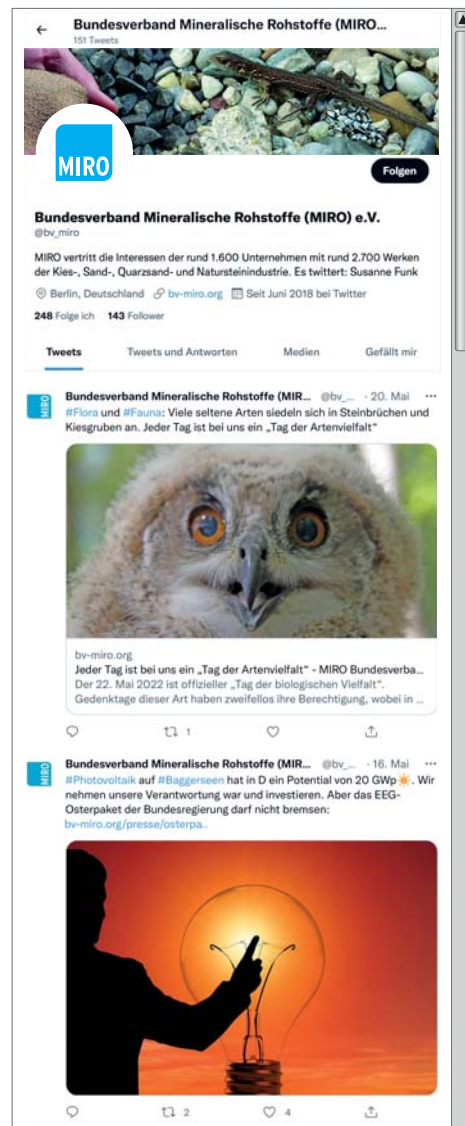 Bundesverband Mineralische Rohstoffe (MIRO...
151 Tweets
MIRO
Folgen
Bundesverband Mineralische Rohstoffe (MIRO) e.V.
@bv_miro
MIRO vertritt die Interessen der rund 1.600 Unternehmen mit rund 2.700 Werken
der Kies-, Sand-, Quarzsand- und Natursteinindustrie. Es twittert: Susanne Funk
Berlin, Deutschland bv-miro.org Seit Juni 2018 bei Twitter
248 Folge ich 143 Follower
Tweets Tweets und Antworten Medien Gefällt mir
MIRO
Bundesverband Mineralische Rohstoffe (MIR... @bv_... · 20. Mai ···
#Flora und #Fauna: Viele seltene Arten siedeln sich in Steinbrüchen und
Kiesgruben an. Jeder Tag ist bei uns ein „Tag der Artenvielfalt“
bv-miro.org
Jeder Tag ist bei uns ein „Tag der Artenvielfalt“ - MIRO Bundesverba...
Der 22. Mai 2022 ist offizieller „Tag der biologischen Vielfalt“.
Gedenktage dieser Art haben zweifellos ihre Berechtigung, wobei in ...
1
MIRO
Bundesverband Mineralische Rohstoffe (MIR... @bv_... · 16. Mai ···
#Photovoltaik auf #Baggerseen hat in D ein Potential von 20 GWp☀️. Wir
nehmen unsere Verantwortung war und investieren. Aber das EEG-
Osterpaket der Bundesregierung darf nicht bremsen:
bv-miro.org/presse/osterpa..
2 4